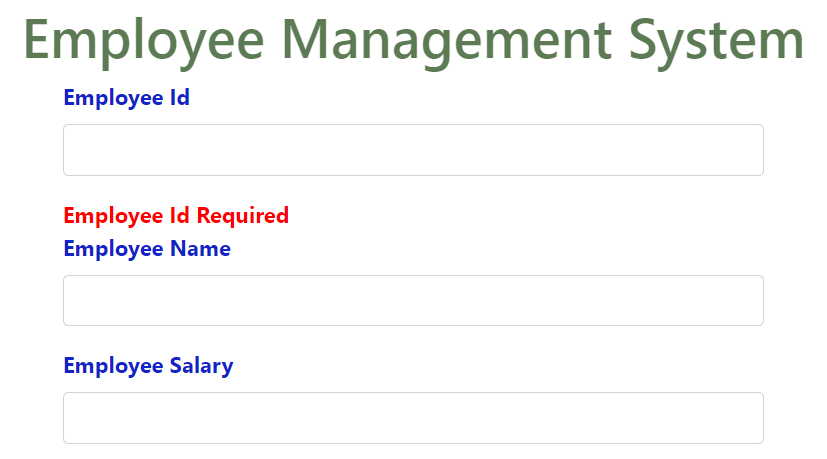 Employee Management System
Employee Id
Employee Id Required
Employee Name
Employee Salary